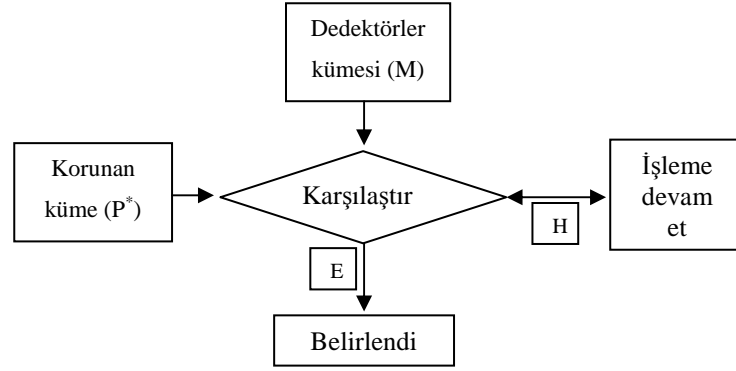 Dedektörler
kümesi (M)
Korunan
küme (P*)
Karşılaştır
İşleme
devam
et
H
E
Belirlendi